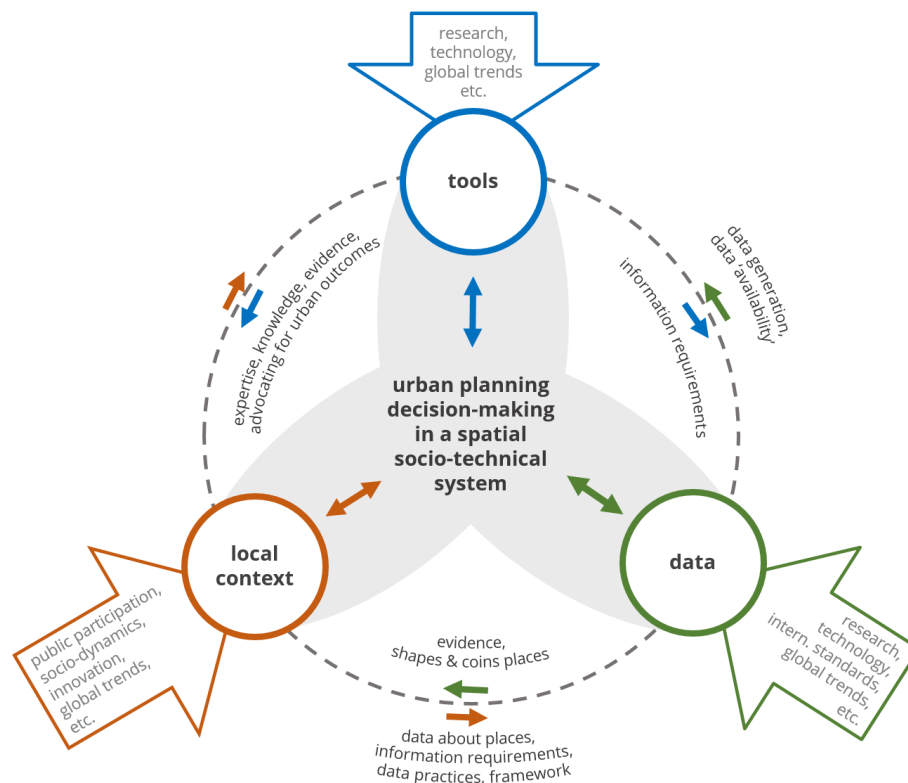 research,
technology,
global trends
etc.
tools
expertise, knowledge, evidence,
advocating for urban outcomes
data generation,
data 'availability'
information requirements
urban planning
decision-making
in a spatial
socio-technical
system
local
context
data
public participation,
socio-dynamics,
innovation,
global trends,
etc.
research,
technology,
intern. standards,
global trends,
etc.
evidence,
shapes & coins places
data about places,
information requirements,
data practices, framework